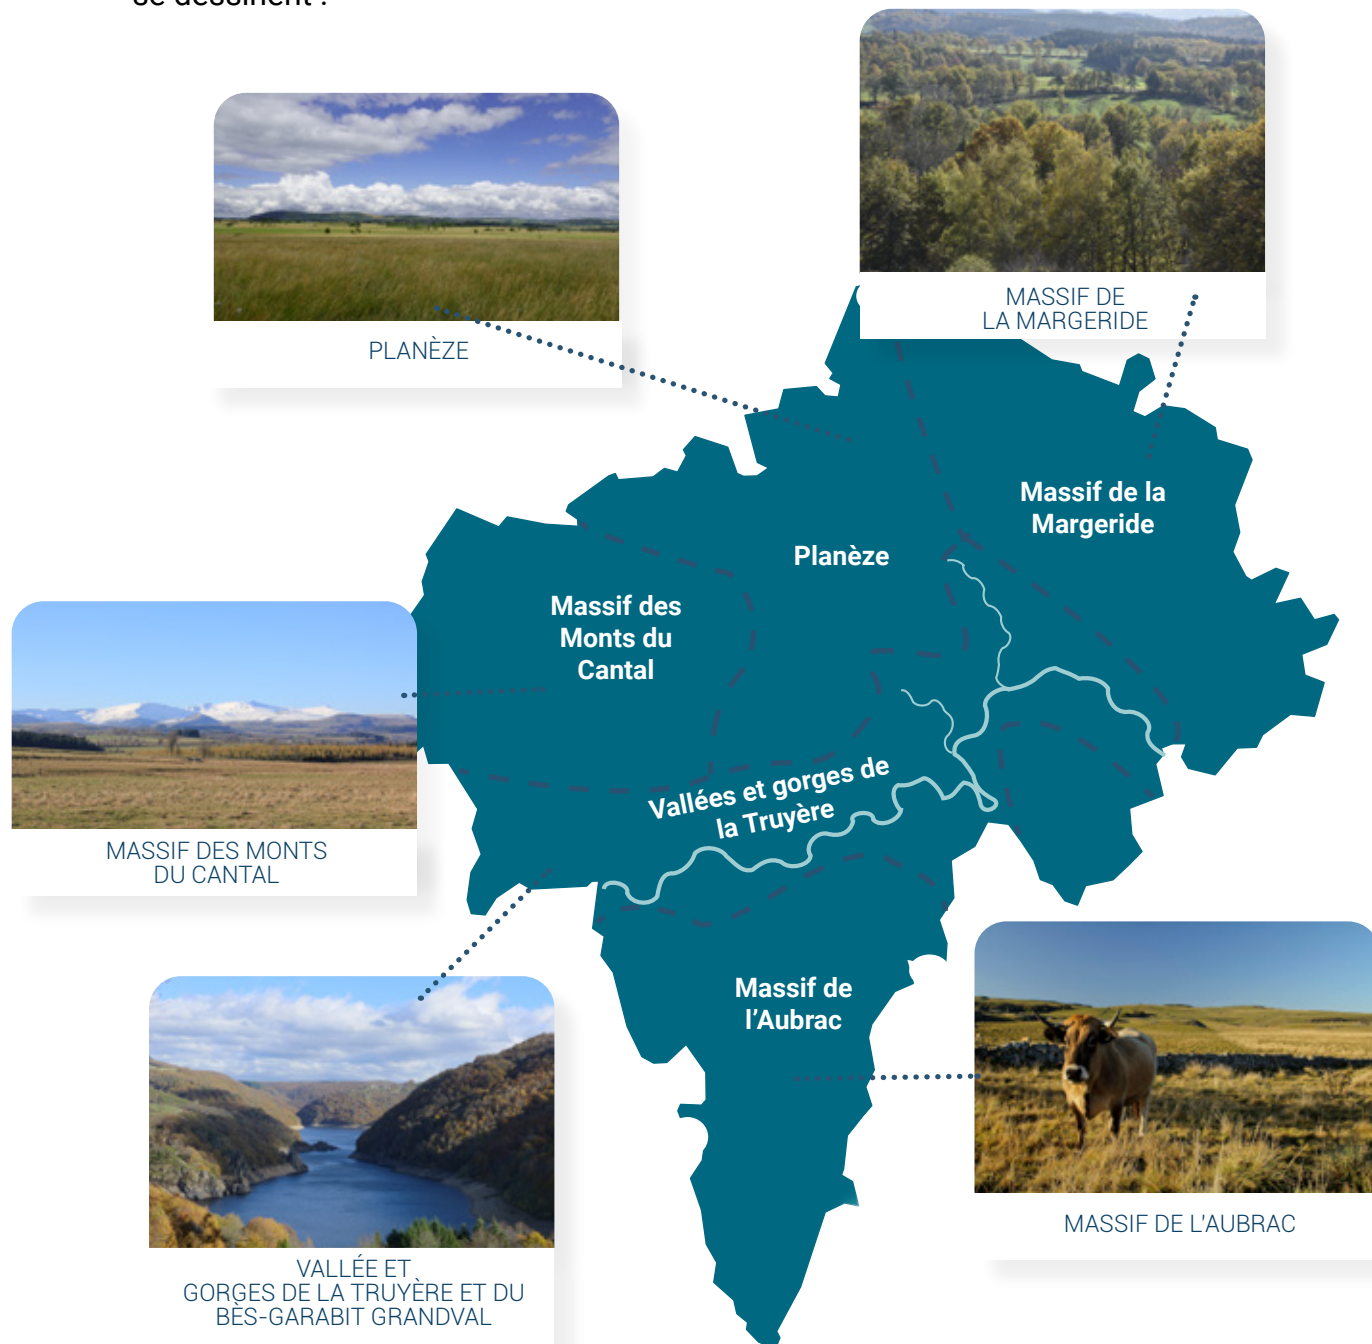 se dessinent :
MASSIF DE
LA MARGERIDE
PLANÈZE
Massif de la
Margeride
Planèze
Massif des
Monts du
Cantal
Vallées et gorges de
la Truyère
MASSIF DES MONTS
DU CANTAL
Massif de
l'Aubrac
MASSIF DE L'AUBRAC
VALLÉE ET
GORGES DE LA TRUYÈRE ET DU
BÈS-GARABIT GRANDVAL